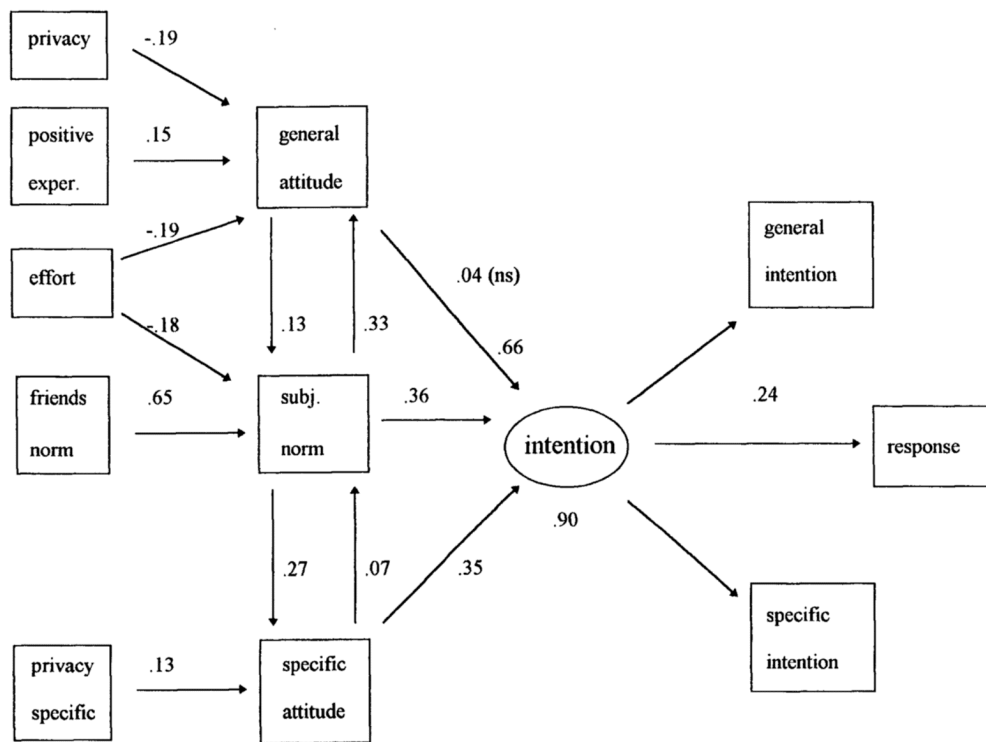 privacy
-.19
positive
exper.
.15
general
attitude
effort
-.19
-.18
.13
.33
.04 (ns)
.66
general
intention
friends
norm
.65
subj.
norm
.36
intention
.90
.24
response
.27
.07
.35
privacy
specific
.13
specific
attitude
specific
intention